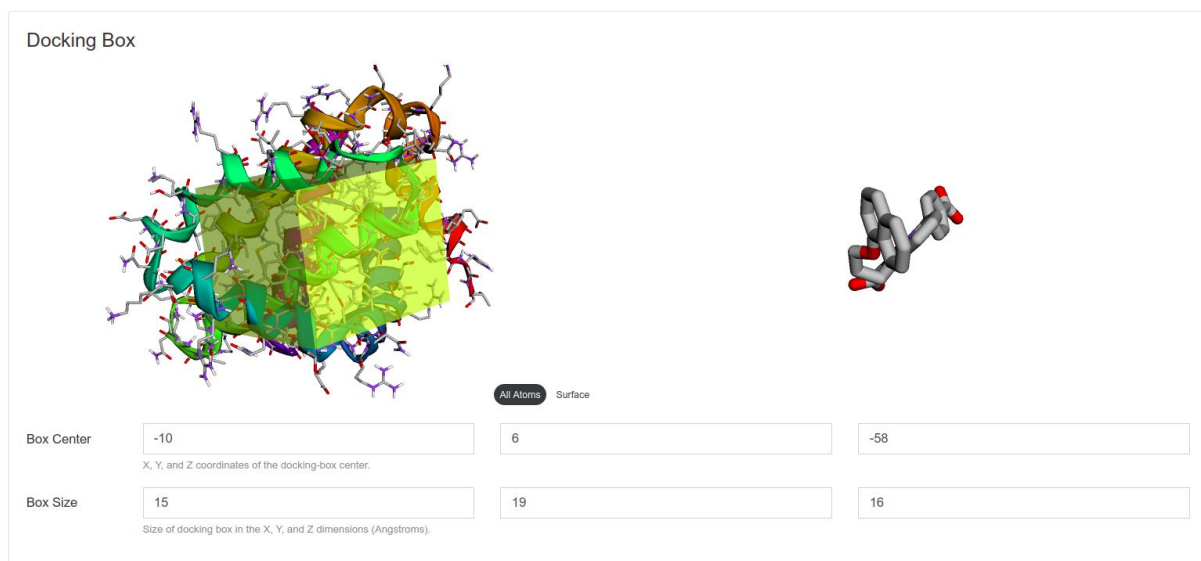 Docking Box
All Atoms Surface
Box Center -10 6 -58
X, Y, and Z coordinates of the docking-box center.
Box Size 15 19 16
Size of docking box in the X, Y, and Z dimensions (Angstroms).